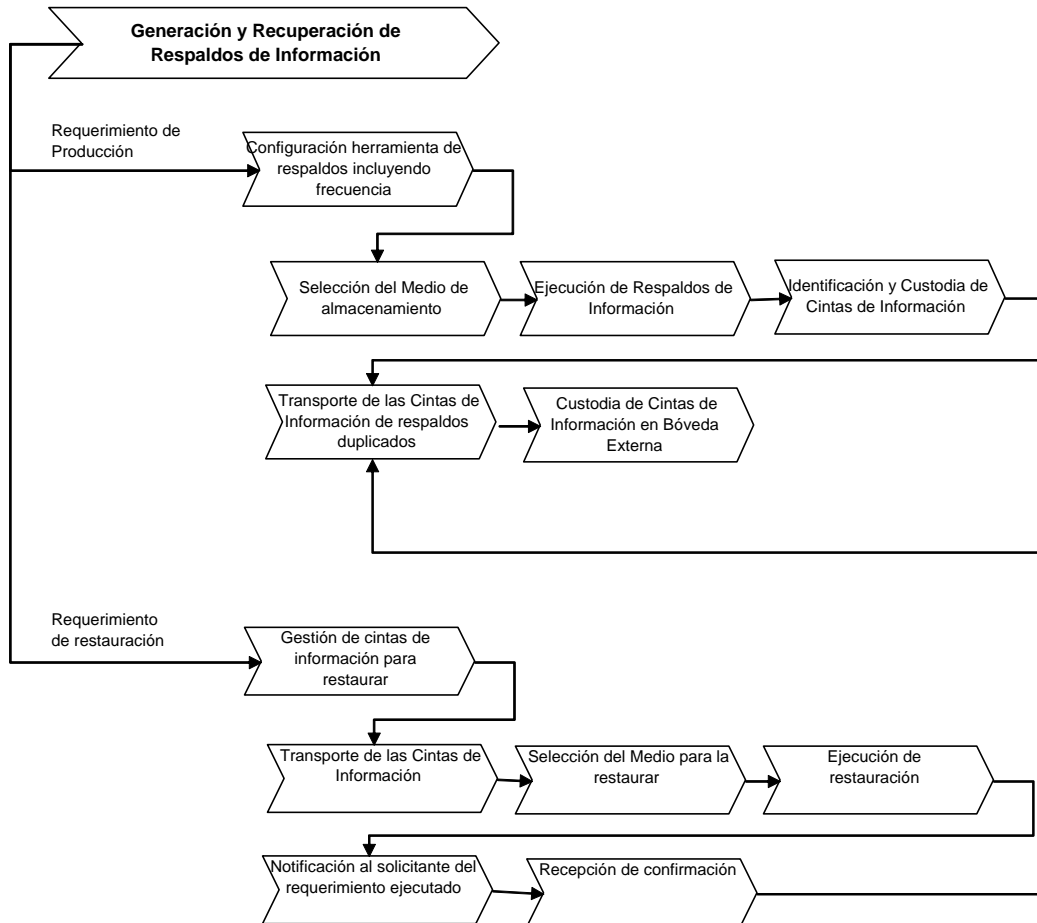 Generación y Recuperación de
Respaldos de Información
Requerimiento de
Producción
Configuración herramienta de
respaldos incluyendo
frecuencia
Selección del Medio de
almacenamiento
Ejecución de Respaldos de
Información
Identificación y Custodia de
Cintas de Información
Transporte de las Cintas de
Información de respaldos
duplicados
Custodia de Cintas de
Información en Bóveda
Externa
Requerimiento
de restauración
Gestión de cintas de
información para
restaurar
Transporte de las Cintas de
Información
Selección del Medio para la
restaurar
Ejecución de
restauración
Notificación al solicitante del
requerimiento ejecutado
Recepción de confirmación